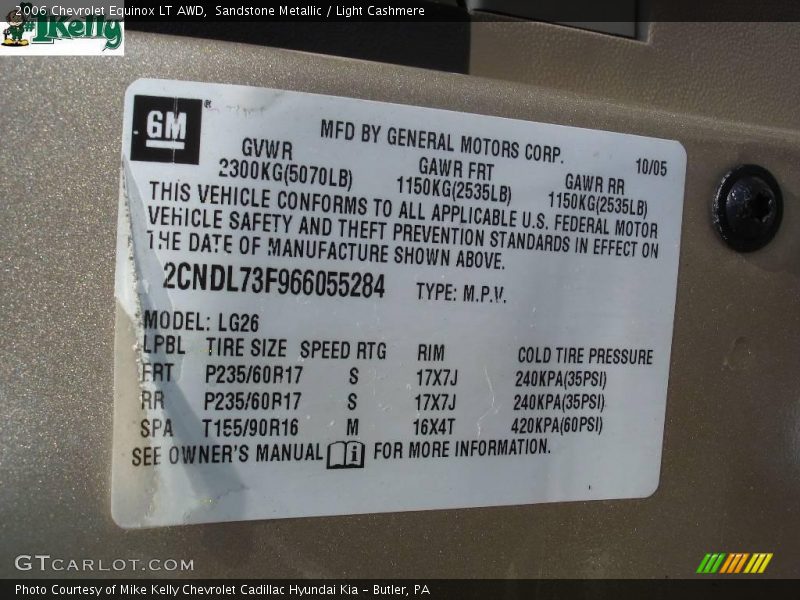 2006 Chevrolet Equinox LT AWD,  Sandstone Metallic / Light Cashmere
#1Kelly
GM®
MFD BY GENERAL MOTORS CORP.
10/05
GVWR GAWR FRT GAWR RR
2300KG(5070LB) 1150KG(2535LB) 1150KG(2535LB)
THIS VEHICLE CONFORMS TO ALL APPLICABLE U.S. FEDERAL MOTOR
VEHICLE SAFETY AND THEFT PREVENTION STANDARDS IN EFFECT ON
THE DATE OF MANUFACTURE SHOWN ABOVE.
2CNDL73F966055284 TYPE: M.P.V.
MODEL: LG26
LPBL TIRE SIZE SPEED RTG RIM COLD TIRE PRESSURE
FRT P235/60R17 S 17X7J 240KPA(35PSI)
RR P235/60R17 S 17X7J 240KPA(35PSI)
SPA T155/90R16 M 16X4T 420KPA(60PSI)
SEE OWNER'S MANUAL FOR MORE INFORMATION.
GTCARLOT.COM
Photo Courtesy of Mike Kelly Chevrolet Cadillac Hyundai Kia – Butler, PA